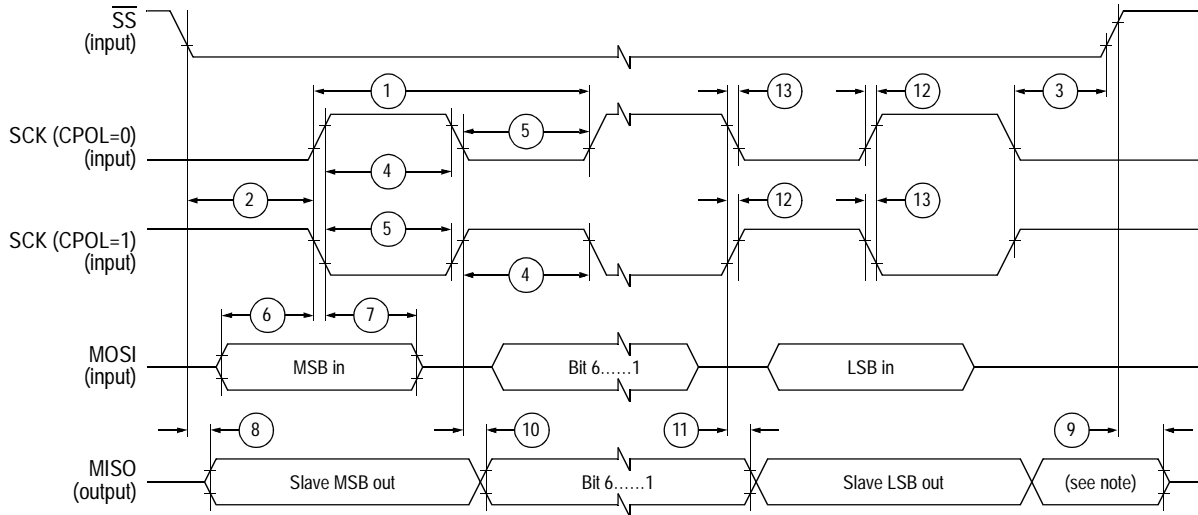 SS
(input)
1
13
12
3
SCK (CPOL=0)
(input)
5
4
2
12
13
5
SCK (CPOL=1)
(input)
4
6
7
MOSI
(input)
MSB in
Bit 6......1
LSB in
8
10
11
9
MISO
(output)
Slave MSB out
Bit 6......1
Slave LSB out
(see note)